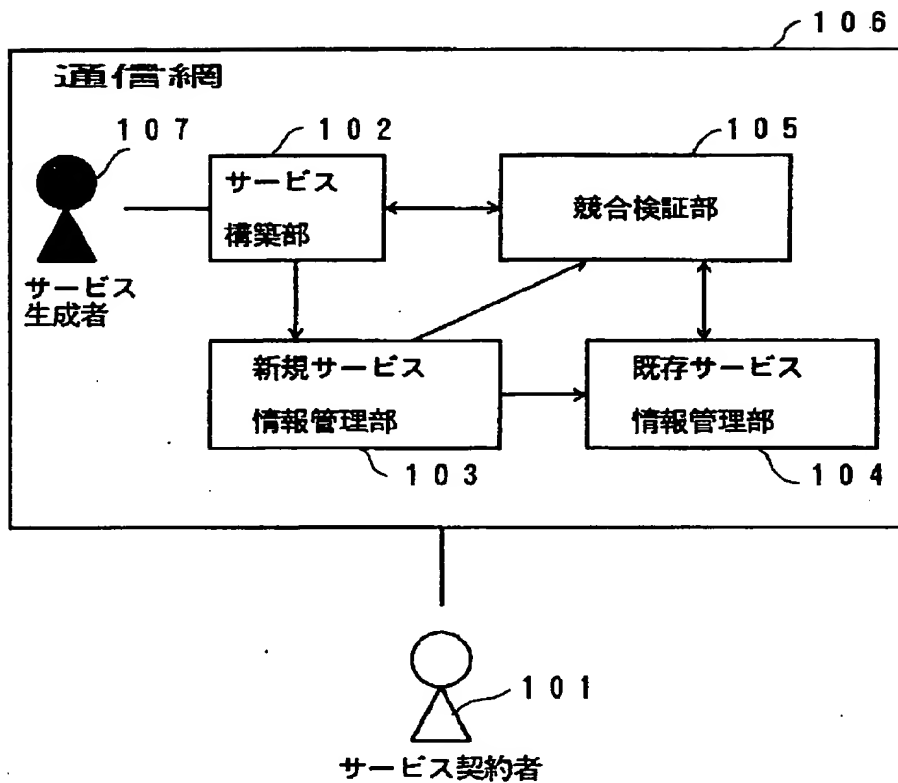 106
通信網
107
102
105
サービス
構築部
競合検証部
サービス
生成者
新規サービス
情報管理部
既存サービス
情報管理部
103
104
101
サービス契約者